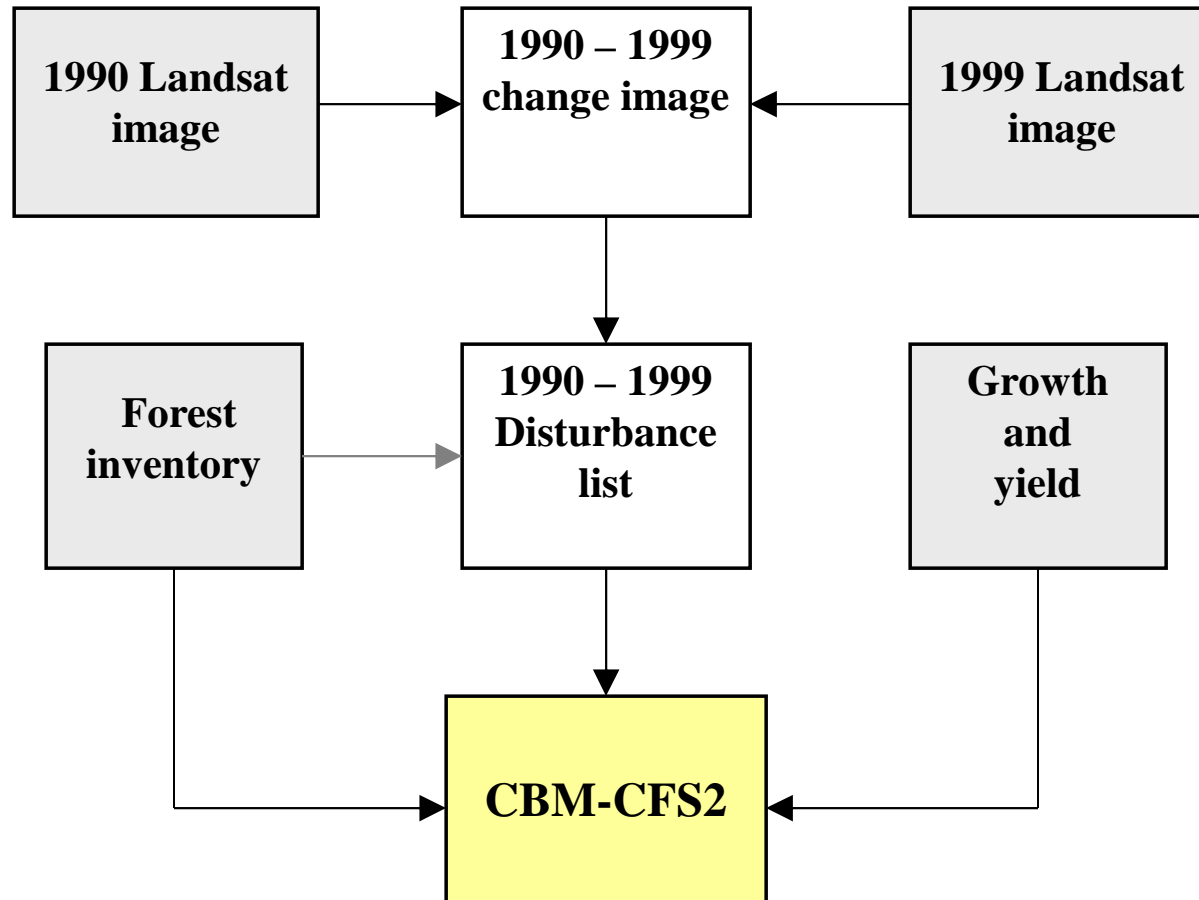 1990 Landsat
image
1990 – 1999
change image
1999 Landsat
image
Forest
inventory
1990 – 1999
Disturbance
list
Growth
and
yield
CBM-CFS2